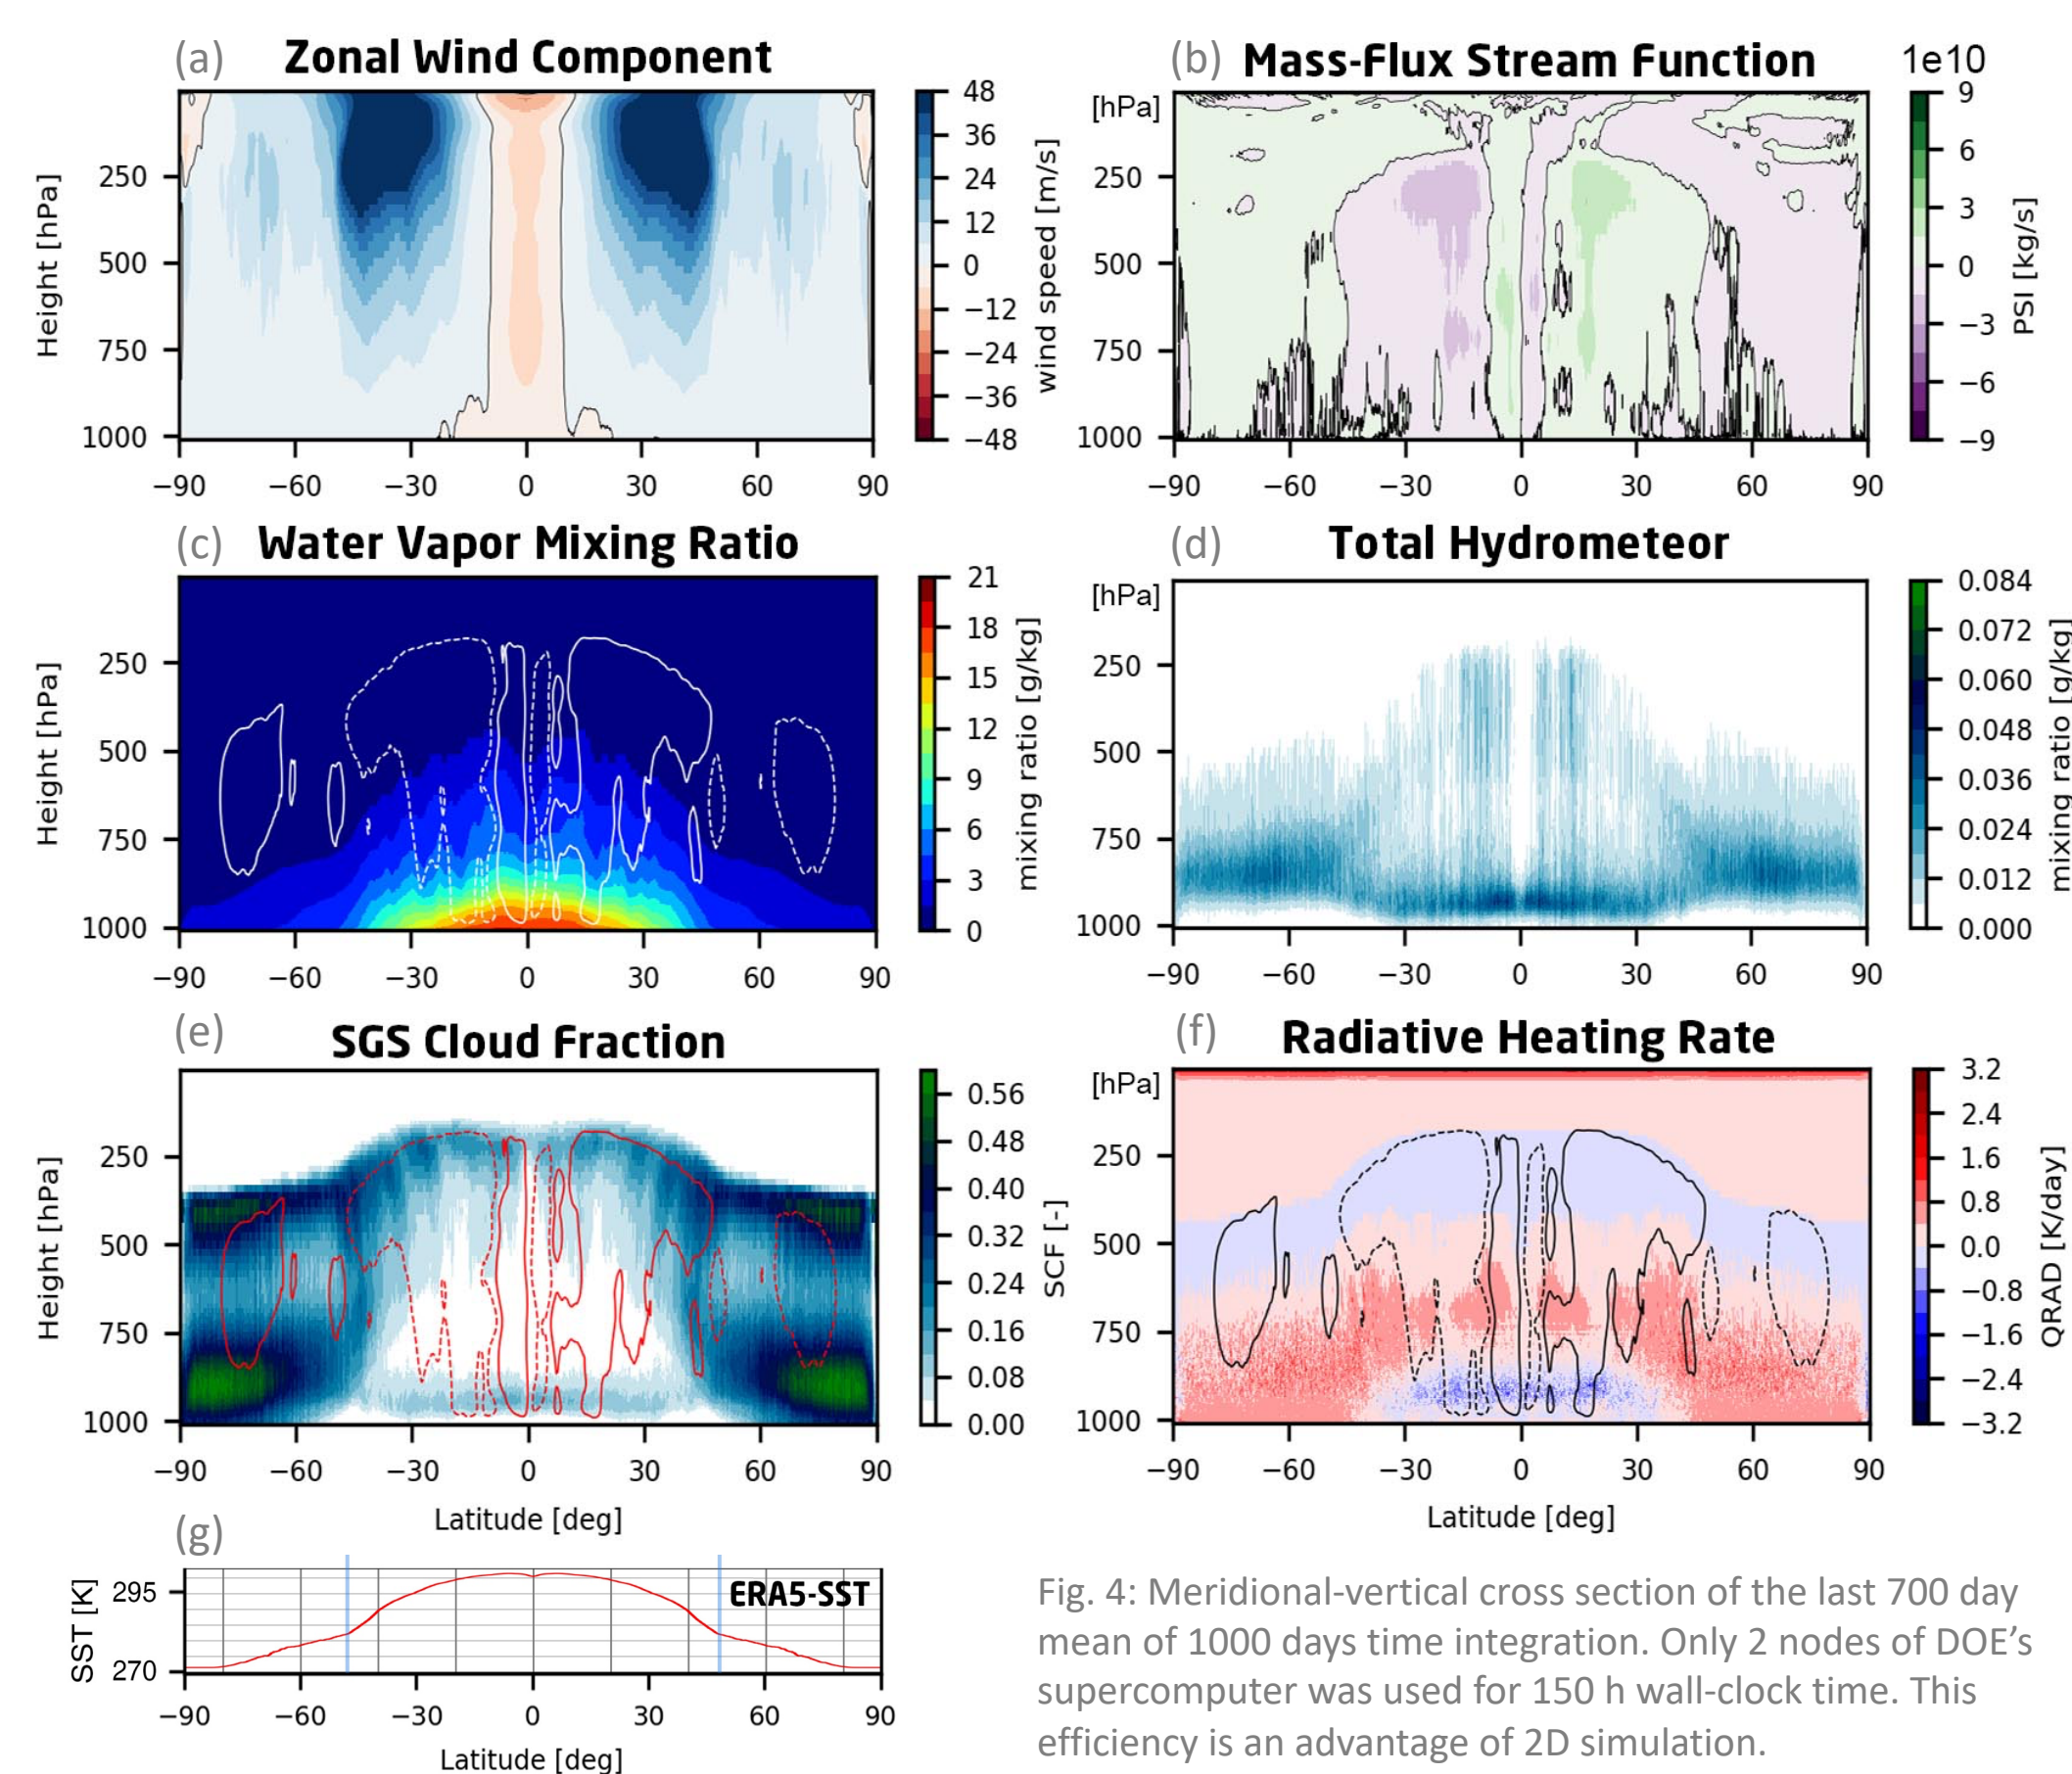 (a) Zonal Wind Component
Height [hPa]
250
500
750
1000
−90 −60 −30 0 30 60 90
48
36
24
12
0
−12
−24
−36
−48
wind speed [m/s]
(b) Mass-Flux Stream Function
1e10
[hPa]
250
500
750
1000
−90 −60 −30 0 30 60 90
9
6
3
0
−3
−6
−9
PSI [kg/s]
(c) Water Vapor Mixing Ratio
Height [hPa]
250
500
750
1000
−90 −60 −30 0 30 60 90
21
18
15
12
9
6
3
0
mixing ratio [g/kg]
(d) Total Hydrometeor
[hPa]
250
500
750
1000
−90 −60 −30 0 30 60 90
0.084
0.072
0.060
0.048
0.036
0.024
0.012
0.000
mixing ratio [g/kg]
(e) SGS Cloud Fraction
Height [hPa]
250
500
750
1000
−90 −60 −30 0 30 60 90
Latitude [deg]
0.56
0.48
0.40
0.32
0.24
0.16
0.08
0.00
SCF [-]
(f) Radiative Heating Rate
[hPa]
250
500
750
1000
−90 −60 −30 0 30 60 90
Latitude [deg]
3.2
2.4
1.6
0.8
0.0
−0.8
−1.6
−2.4
−3.2
QRAD [K/day]
(g)
SST [K]
295
270
ERA5-SST
−90 −60 −30 0 30 60 90
Latitude [deg]
Fig. 4: Meridional-vertical cross section of the last 700 day
mean of 1000 days time integration. Only 2 nodes of DOE’s
supercomputer was used for 150 h wall-clock time. This
efficiency is an advantage of 2D simulation.